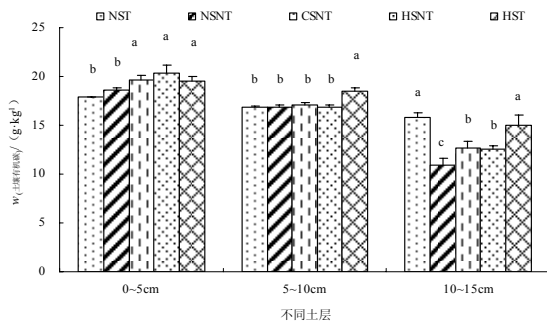 NST NSNT CSNT HSNT HST
25
20
15
10
5
0
w(土壤有机碳)/（g·kg⁻¹）
b b a a a
b b b b a
a c b b a
0~5cm 5~10cm 10~15cm
不同土层